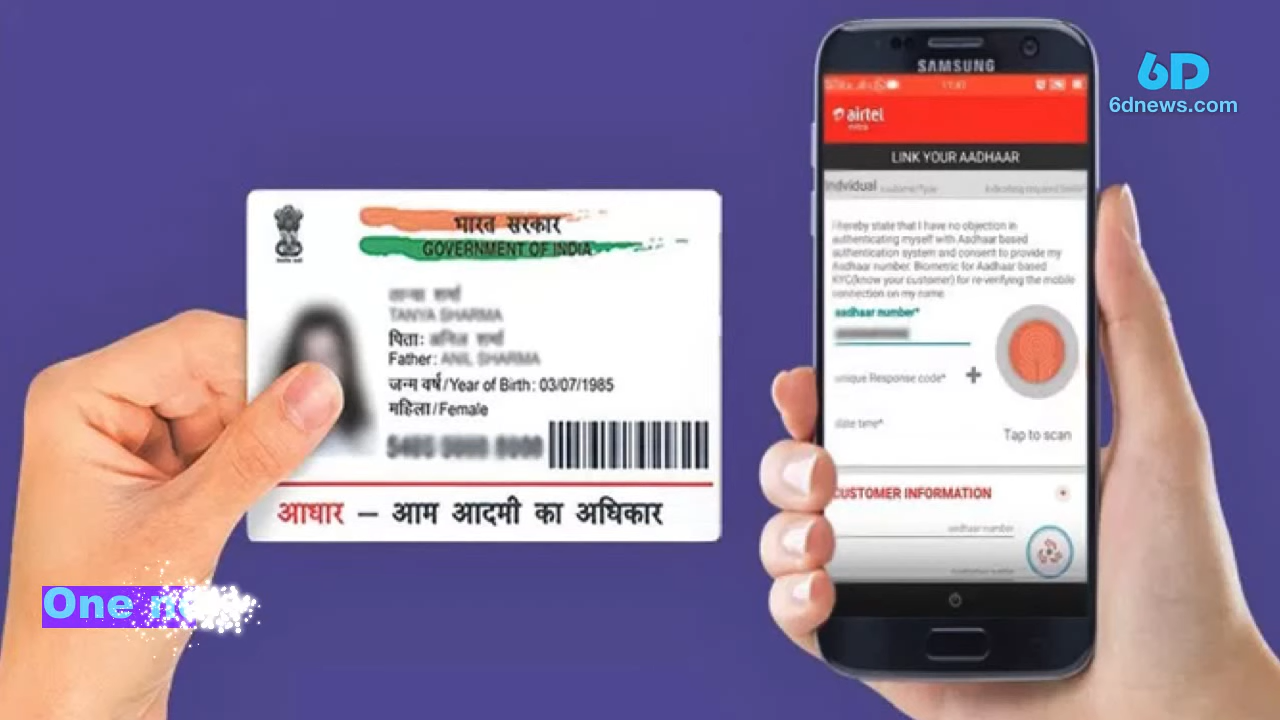 6D
6dnews.com
SAMSUNG
airtel
LINK YOUR AADHAAR
Indvidual
I hereby state that I have no objection in
authenticating myself with Aadhaar based
authentication system and consent to provide my
Aadhaar number, Biometric for Aadhaar based
KYC(know your customer) for re-verifying the mobile
connection on my name.
aadhaar number*
unique Response code*
Tap to scan
CUSTOMER INFORMATION
aadhaar number
भारत सरकार
GOVERNMENT OF INDIA
पिताः
Father :
जन्म वर्ष/Year of Birth: 03/07/1985
महिला/Female
आधार – आम आदमी का अधिकार
One